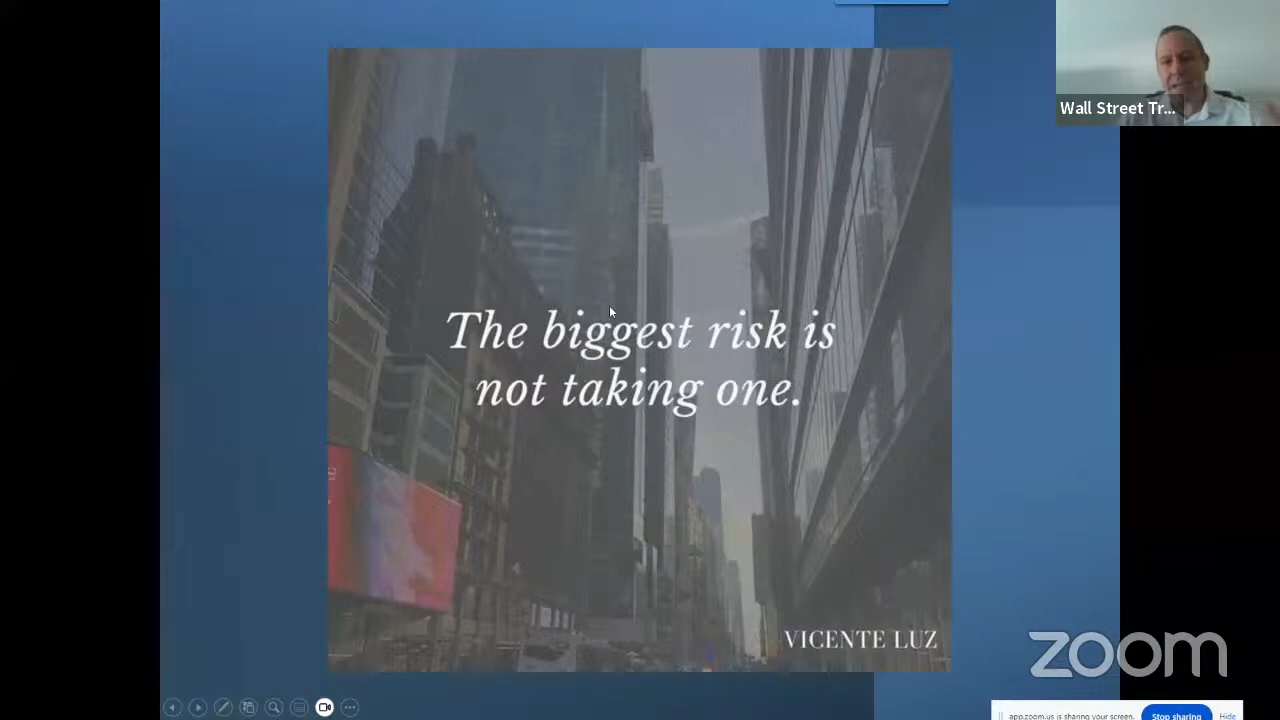 Wall Street Tr...
The biggest risk is
not taking one.
VICENTE LUZ
zoom
app.zoom.us is sharing your screen.
Stop sharing
Hide